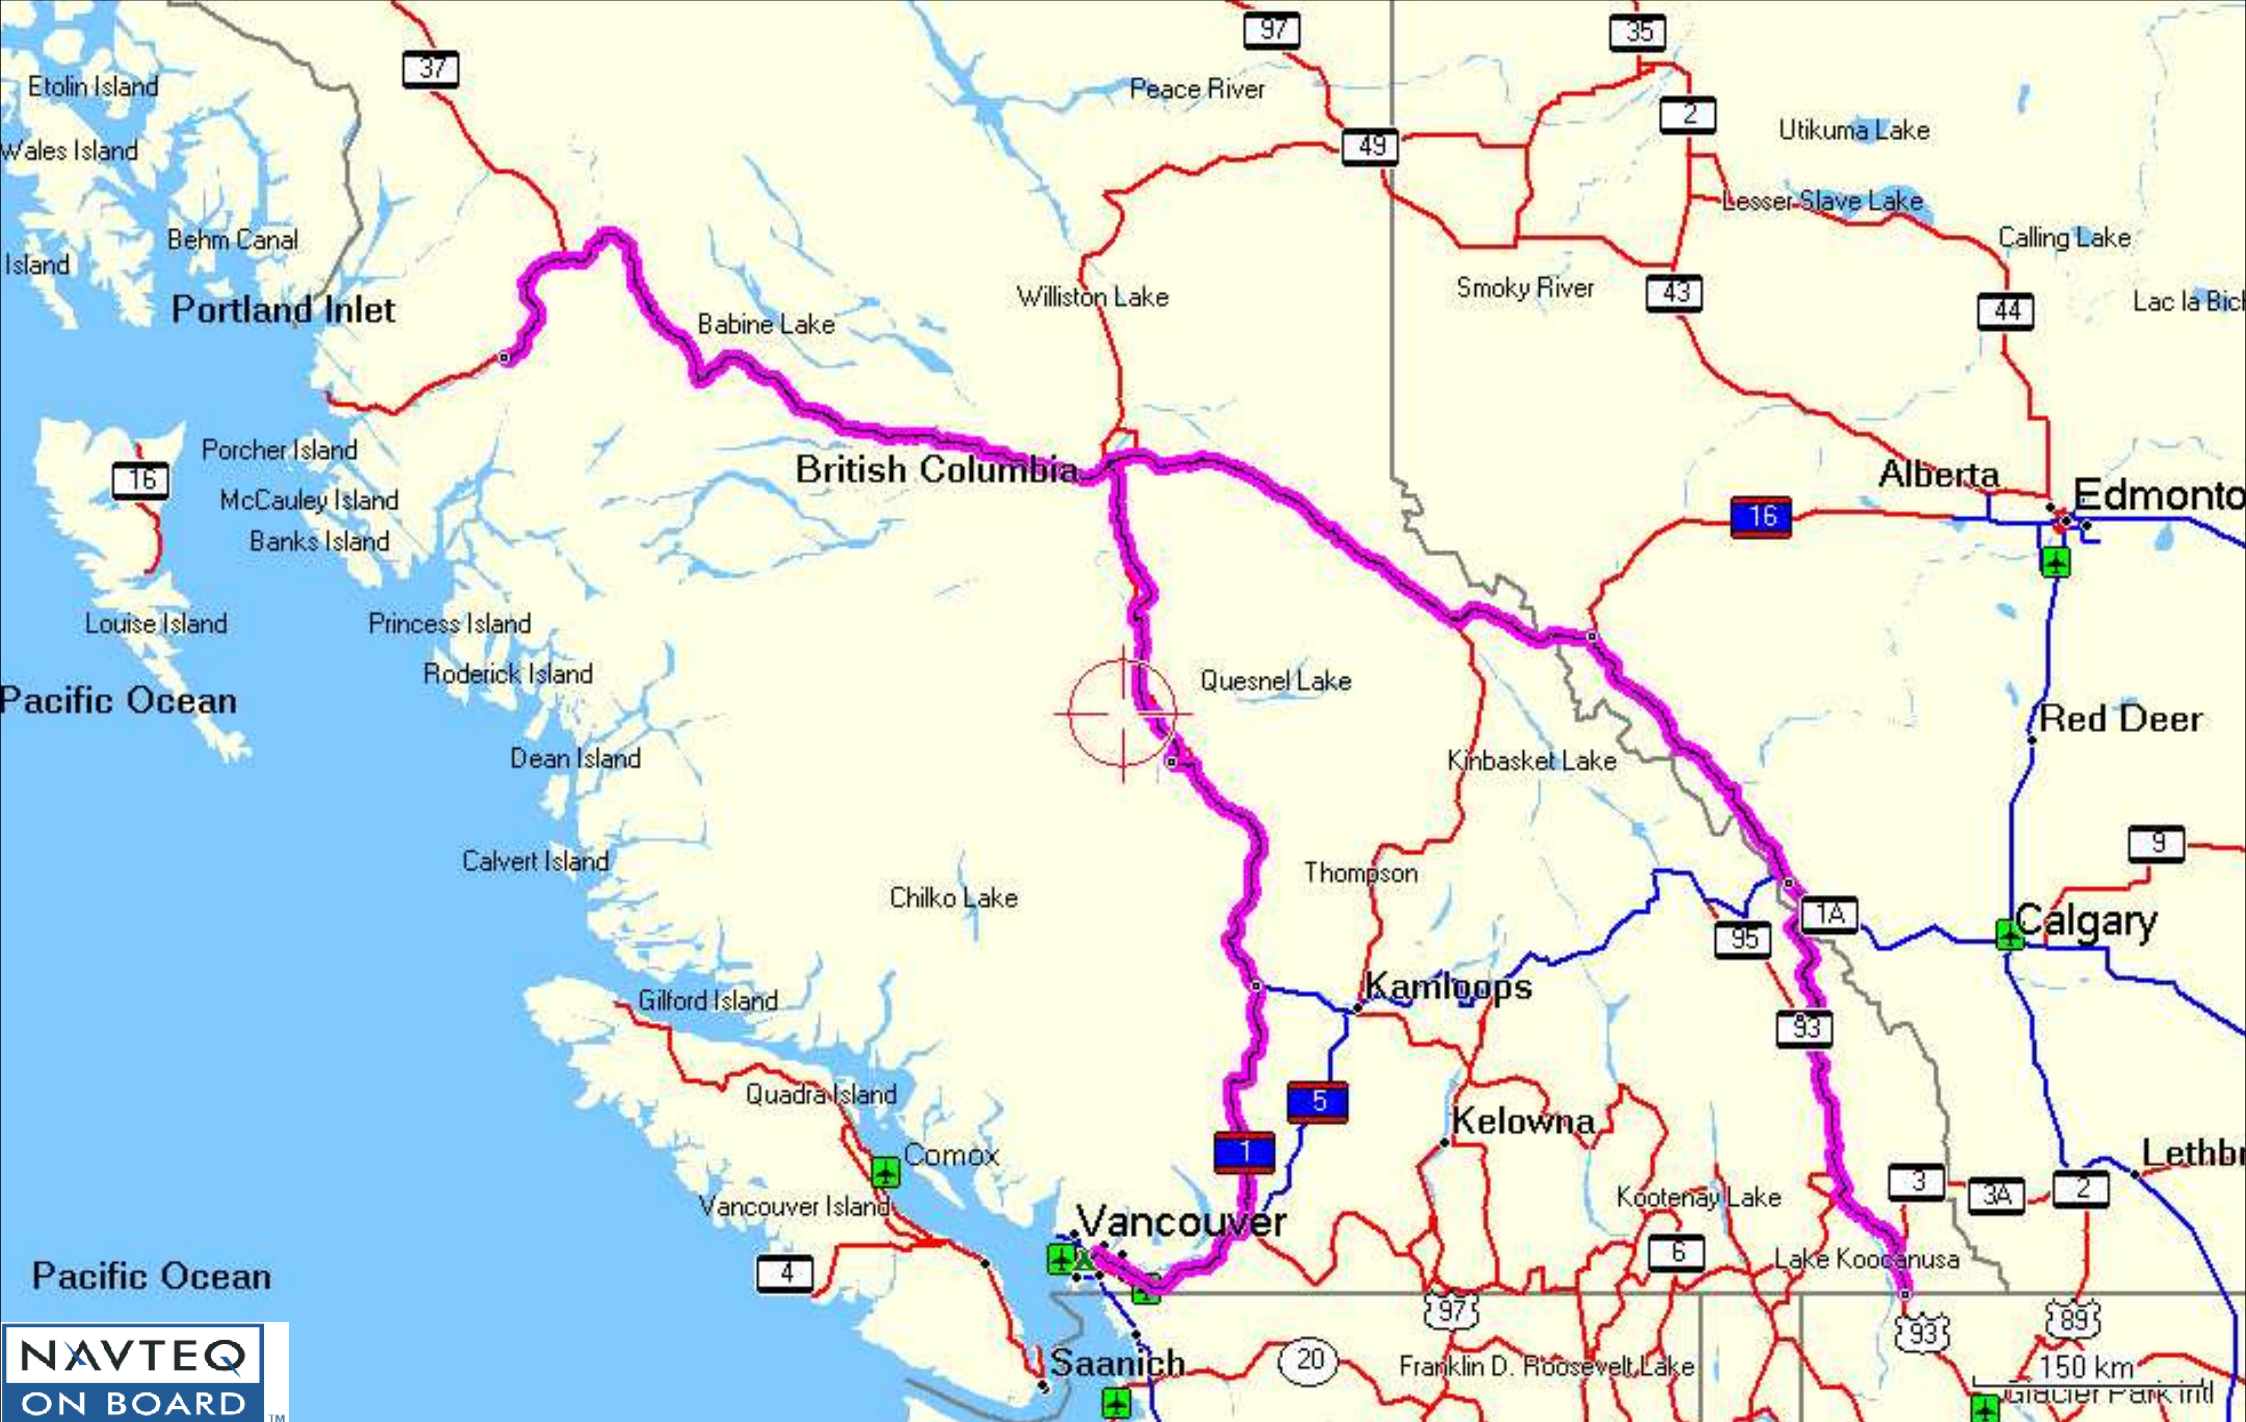 97
35
37
Etolin Island
Peace River
2
Utikuma Lake
Wales Island
49
Lesser Slave Lake
Behm Canal
Calling Lake
Island
Smoky River
43
Williston Lake
Lac la Bich
Portland Inlet
44
Babine Lake
Porcher Island
British Columbia
Alberta
16
McCauley Island
Edmonto
16
Banks Island
Louise Island
Princess Island
Roderick Island
Quesnel Lake
Pacific Ocean
Red Deer
Dean Island
Kinbasket Lake
9
Calvert Island
Thompson
Chilko Lake
1A
Calgary
95
Kamloops
Gilford Island
93
Quadra Island
5
Kelowna
1
Comox
Lethbr
3
3A
2
Kootenay Lake
Vancouver Island
Vancouver
6
Lake Koocanusa
4
Pacific Ocean
97
93
89
NAVTEQ
ON BOARD
TM
Saanich
20
Franklin D. Roosevelt Lake
150 km
Glacier Park Intl